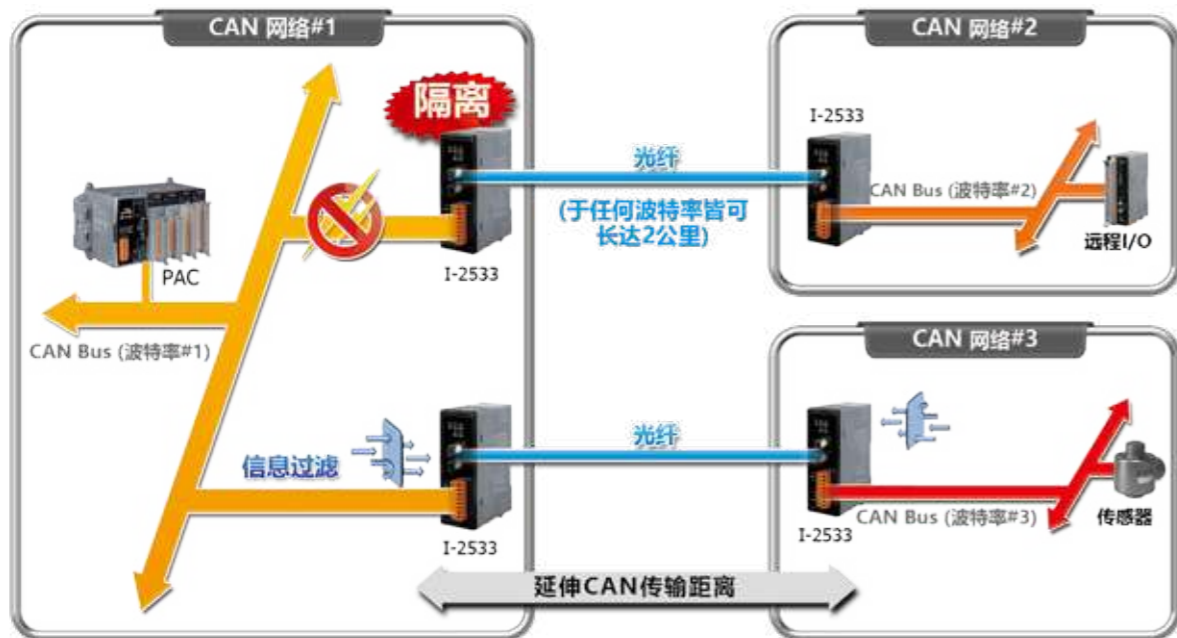 CAN 网络#1
隔离
PAC
I-2533
CAN Bus (波特率#1)
信息过滤
I-2533
光纤
(于任何波特率皆可
长达2公里)
光纤
延伸CAN传输距离
CAN 网络#2
I-2533
CAN Bus (波特率#2)
远程I/O
CAN 网络#3
I-2533
CAN Bus (波特率#3)
传感器